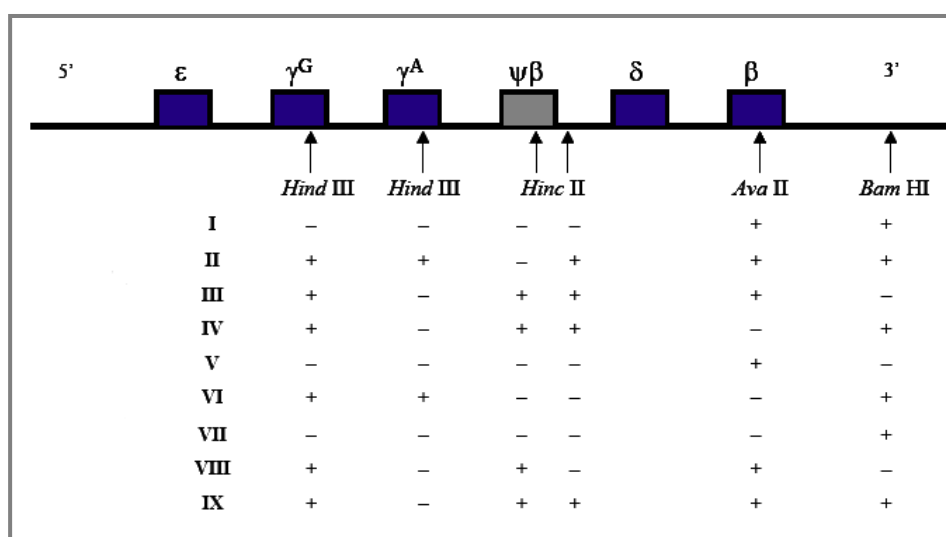 5’ ε γᴳ γᴬ ψβ δ β 3’
Hind III Hind III Hinc II Ava II Bam HI
I – – – – + +
II + + – + + +
III + – + + + –
IV + – + + – +
V – – – – + –
VI + + – – – +
VII – – – – – +
VIII + – + – + –
IX + – + + + +